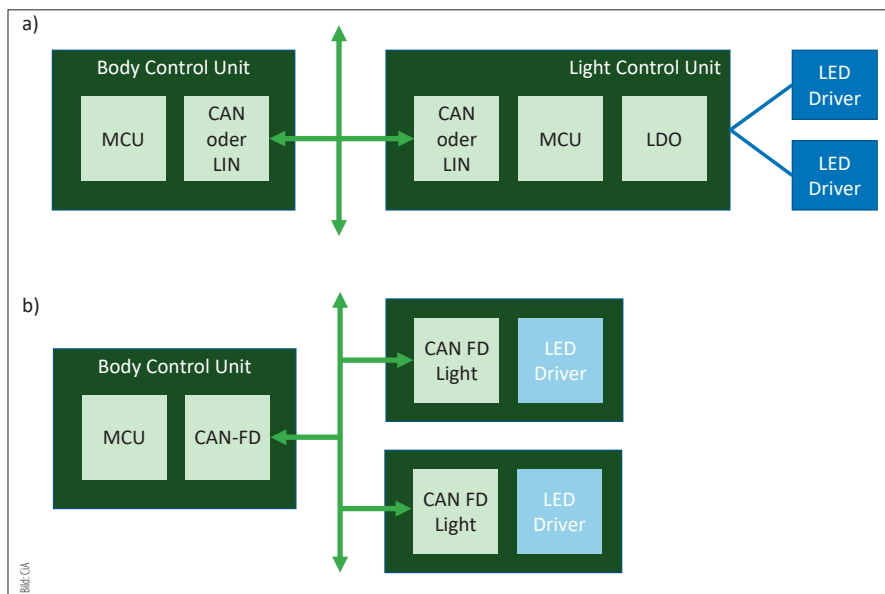 a)
Body Control Unit
MCU
CAN
oder
LIN
Light Control Unit
CAN
oder
LIN
MCU
LDO
LED
Driver
LED
Driver
b)
Body Control Unit
MCU
CAN-FD
CAN FD
Light
LED
Driver
CAN FD
Light
LED
Driver
Bild: CiA